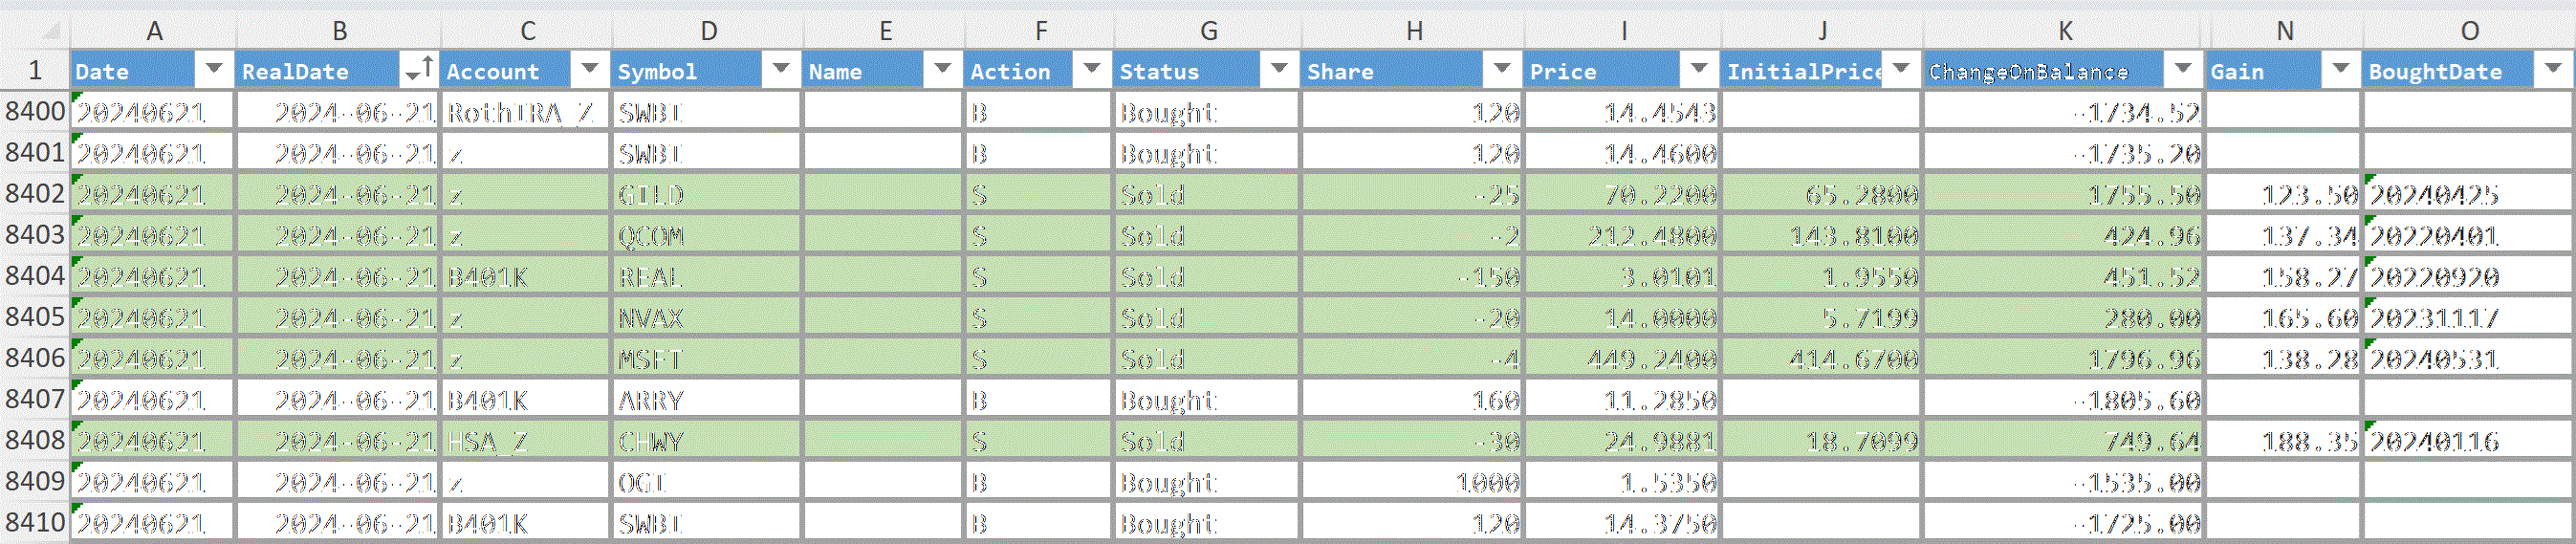 A B C D E F G H I J K N O
1 Date RealDate Account Symbol Name Action Status Share Price InitialPrice ChangeOnBalance Gain BoughtDate
8400 20240621 2024-06-21 RothIRA_Z SWBI B Bought 120 14.4543 -1734.52
8401 20240621 2024-06-21 z SWBI B Bought 120 14.4600 -1735.20
8402 20240621 2024-06-21 z GILD S Sold -25 70.2200 65.2800 1755.50 123.50 20240425
8403 20240621 2024-06-21 z QCOM S Sold -2 212.4800 143.8100 424.96 137.34 20220401
8404 20240621 2024-06-21 B401K REAL S Sold -150 3.0101 1.9550 451.52 158.27 20220920
8405 20240621 2024-06-21 z NVAX S Sold -20 14.0000 5.7199 280.00 165.60 20231117
8406 20240621 2024-06-21 z MSFT S Sold -4 449.2400 414.6700 1796.96 138.28 20240531
8407 20240621 2024-06-21 B401K ARRY B Bought 160 11.2850 -1805.60
8408 20240621 2024-06-21 HSA_Z CHWY S Sold -30 24.9881 18.7099 749.64 188.35 20240116
8409 20240621 2024-06-21 z OGI B Bought 1000 1.5350 -1535.00
8410 20240621 2024-06-21 B401K SWBI B Bought 120 14.3750 -1725.00